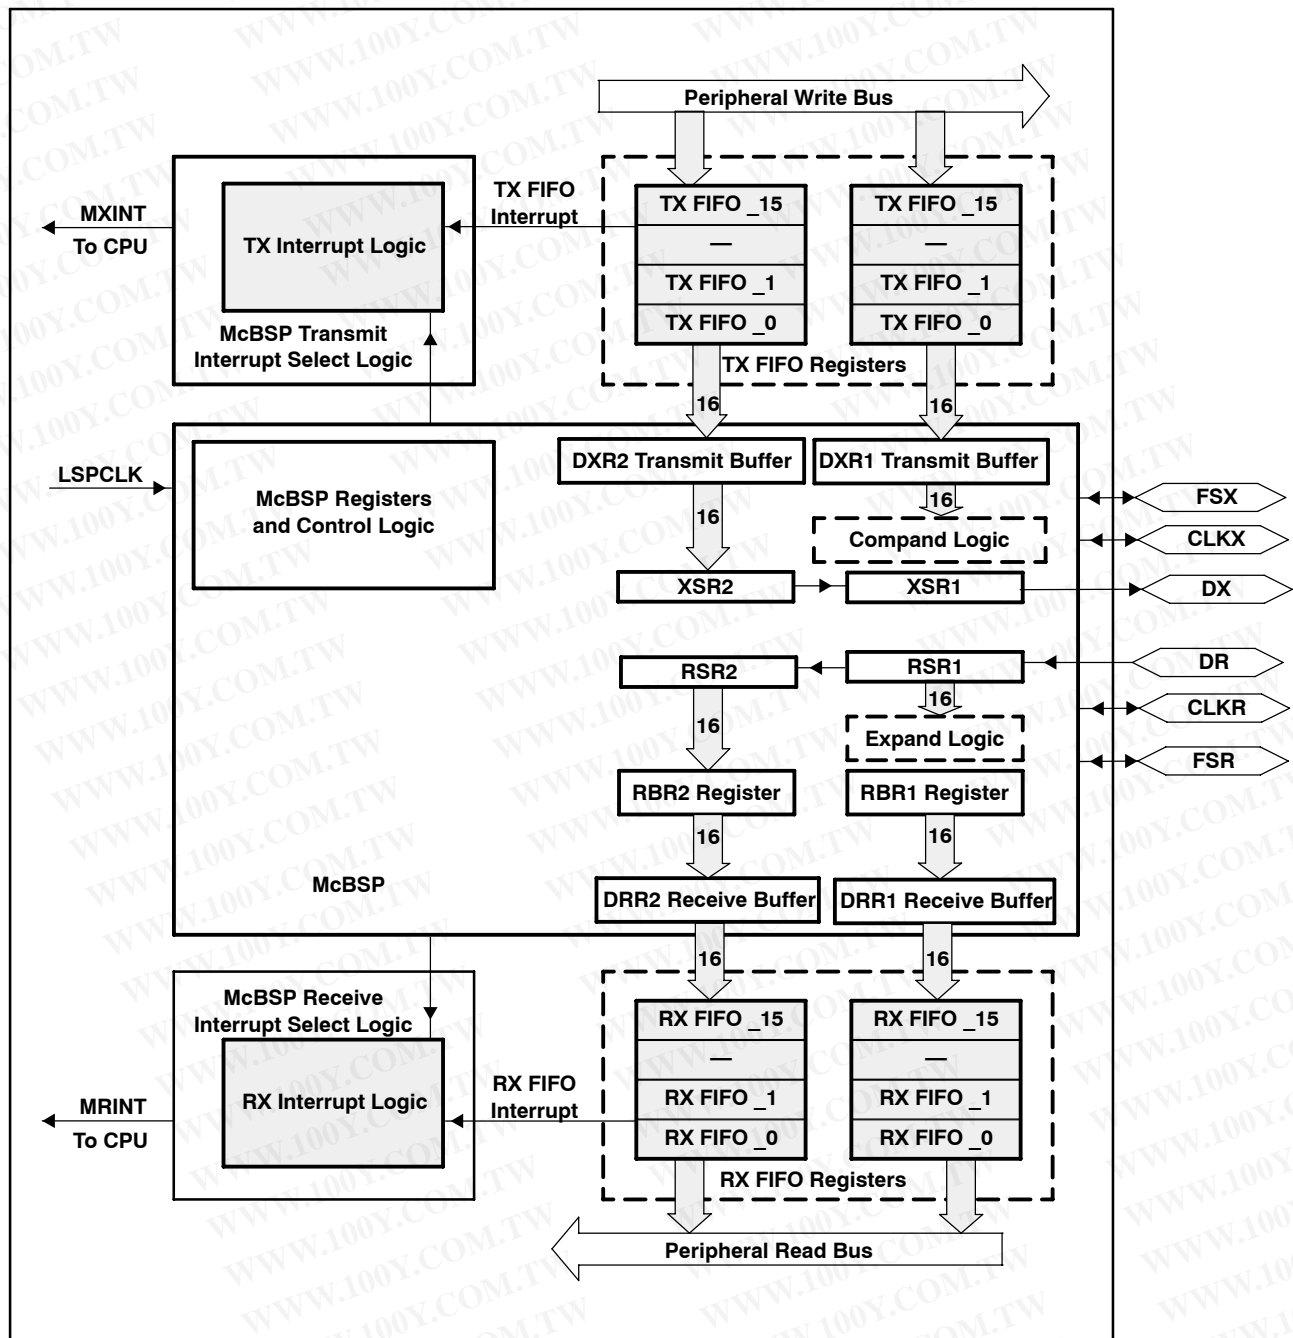 Peripheral Write Bus
TX FIFO
Interrupt
MXINT
To CPU
TX Interrupt Logic
McBSP Transmit
Interrupt Select Logic
TX FIFO _15
—
TX FIFO _1
TX FIFO _0
TX FIFO _15
—
TX FIFO _1
TX FIFO _0
TX FIFO Registers
16
16
LSPCLK
McBSP Registers
and Control Logic
DXR2 Transmit Buffer
DXR1 Transmit Buffer
16
16
Compand Logic
XSR2
XSR1
FSX
CLKX
DX
RSR2
RSR1
DR
16
16
Expand Logic
CLKR
FSR
RBR2 Register
RBR1 Register
16
16
McBSP
DRR2 Receive Buffer
DRR1 Receive Buffer
16
16
McBSP Receive
Interrupt Select Logic
RX Interrupt Logic
MRINT
To CPU
RX FIFO
Interrupt
RX FIFO _15
—
RX FIFO _1
RX FIFO _0
RX FIFO _15
—
RX FIFO _1
RX FIFO _0
RX FIFO Registers
Peripheral Read Bus
WWW.100Y.COM.TW